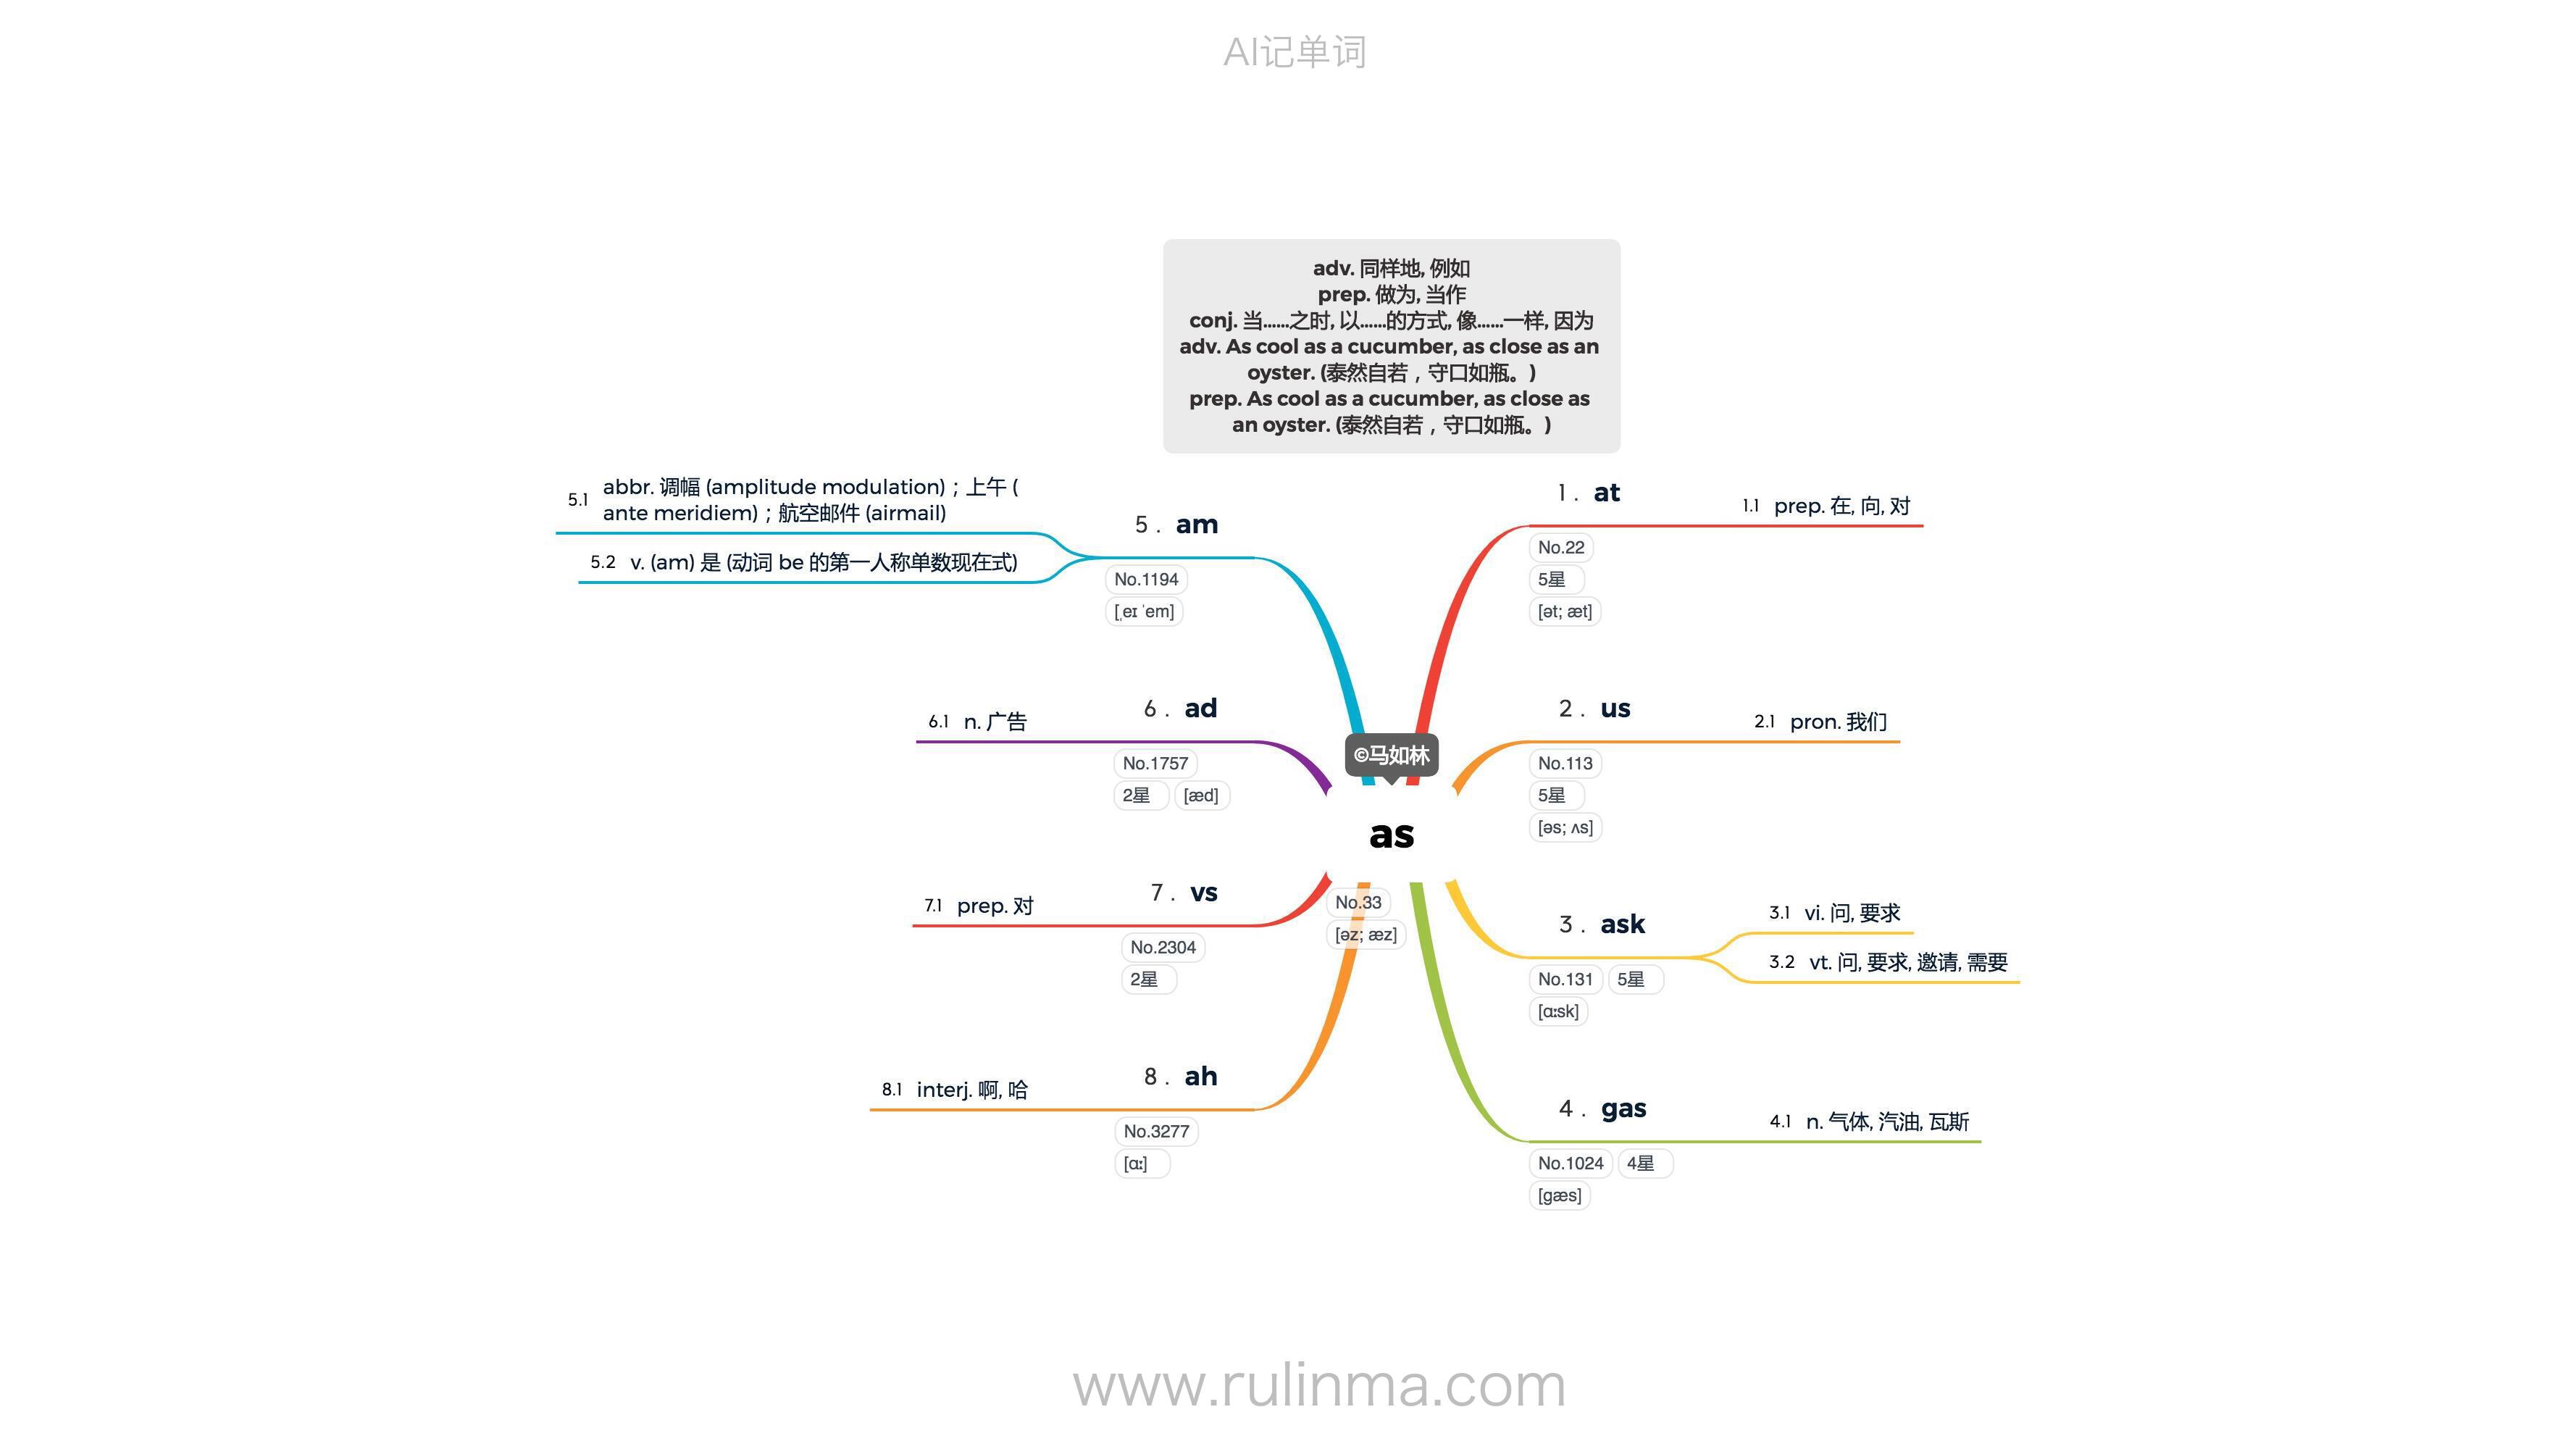 AI记单词
adv. 同样地, 例如
prep. 做为, 当作
conj. 当……之时, 以……的方式, 像……一样, 因为
adv. As cool as a cucumber, as close as an
oyster. (泰然自若，守口如瓶。)
prep. As cool as a cucumber, as close as
an oyster. (泰然自若，守口如瓶。)
©马如林
as
No.33
[əz; æz]
1 . at
No.22
5星
[ət; æt]
1.1 prep. 在, 向, 对
2 . us
No.113
5星
[əs; ʌs]
2.1 pron. 我们
3 . ask
No.131 5星
[ɑːsk]
3.1 vi. 问, 要求
3.2 vt. 问, 要求, 邀请, 需要
4 . gas
No.1024 4星
[gæs]
4.1 n. 气体, 汽油, 瓦斯
5 . am
No.1194
[ˌeɪ ˈem]
5.1 abbr. 调幅 (amplitude modulation)；上午 (
ante meridiem)；航空邮件 (airmail)
5.2 v. (am) 是 (动词 be 的第一人称单数现在式)
6 . ad
No.1757
2星 [æd]
6.1 n. 广告
7 . vs
No.2304
2星
7.1 prep. 对
8 . ah
No.3277
[ɑː]
8.1 interj. 啊, 哈
www.rulinma.com